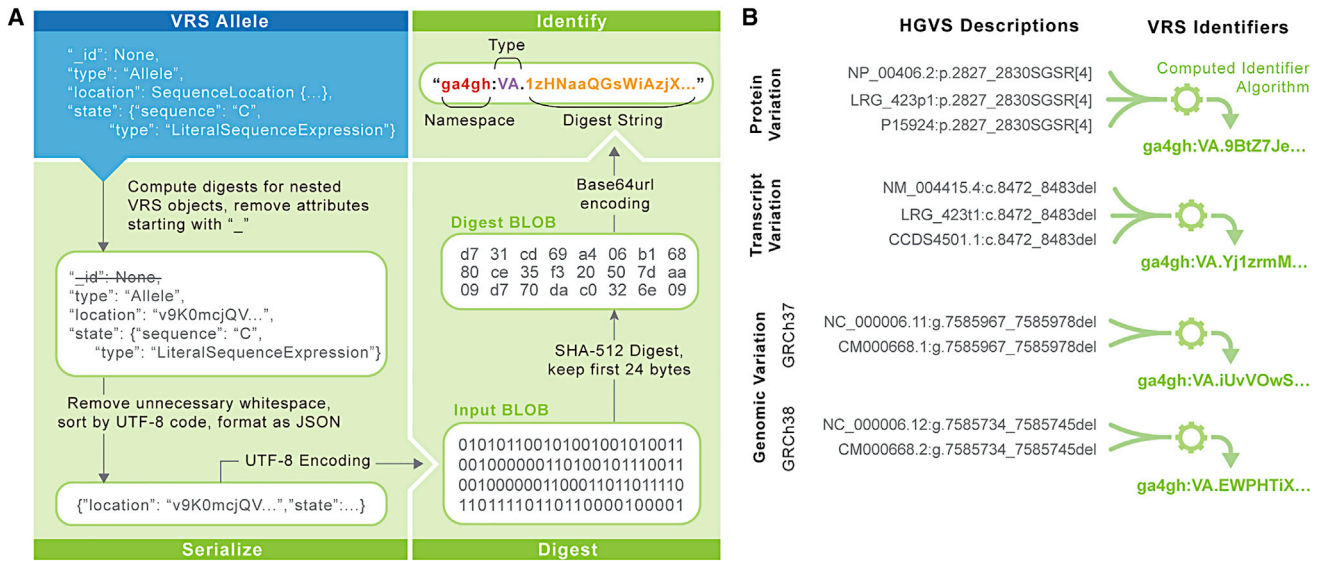 A
VRS Allele
"_id": None,
"type": "Allele",
"location": SequenceLocation {...},
"state": {"sequence": "C",
"type": "LiteralSequenceExpression"}
Compute digests for nested
VRS objects, remove attributes
starting with "_"
"_id": None,
"type": "Allele",
"location": "v9K0mcjQV...",
"state": {"sequence": "C",
"type": "LiteralSequenceExpression"}
Remove unnecessary whitespace,
sort by UTF-8 code, format as JSON
{"location": "v9K0mcjQV...","state":...}
Serialize
UTF-8 Encoding
Identify
Type
"ga4gh:VA.1zHNaaQGsWiAzjX..."
Namespace
Digest String
Base64url
encoding
Digest BLOB
d7 31 cd 69 a4 06 b1 68
80 ce 35 f3 20 50 7d aa
09 d7 70 da c0 32 6e 09
SHA-512 Digest,
keep first 24 bytes
Input BLOB
010101100101001001010011
0010000001101001011100011
0010000001100011011011110
1101111011011000010 0001
Digest
B
HGVS Descriptions
VRS Identifiers
Computed Identifier
Algorithm
Protein
Variation
NP_00406.2:p.2827_2830SGSR[4]
LRG_423p1:p.2827_2830SGSR[4]
P15924:p.2827_2830SGSR[4]
ga4gh:VA.9BtZ7Je...
Transcript
Variation
NM_004415.4:c.8472_8483del
LRG_423t1:c.8472_8483del
CCDS4501.1:c.8472_8483del
ga4gh:VA.Yj1zrmM...
Genomic Variation
GRCh37
NC_000006.11:g.7585967_7585978del
CM000668.1:g.7585967_7585978del
ga4gh:VA.iUvVOwS...
GRCh38
NC_000006.12:g.7585734_7585745del
CM000668.2:g.7585734_7585745del
ga4gh:VA.EWPHTiX...